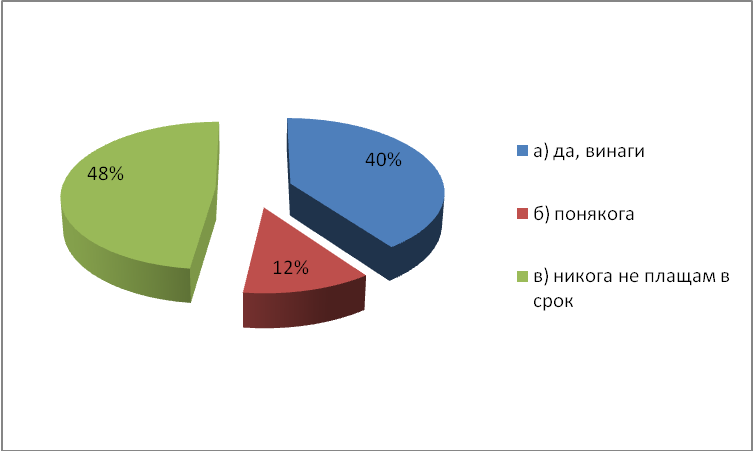 48%
40%
12%
а) да, винаги
б) понякога
в) никога не плащам в
срок